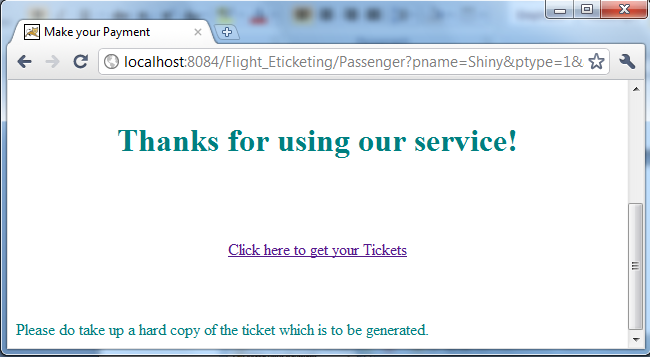 Make your Payment
localhost:8084/Flight_Eticketing/Passenger?pname=Shiny&ptype=1&
Thanks for using our service!
Click here to get your Tickets
Please do take up a hard copy of the ticket which is to be generated.